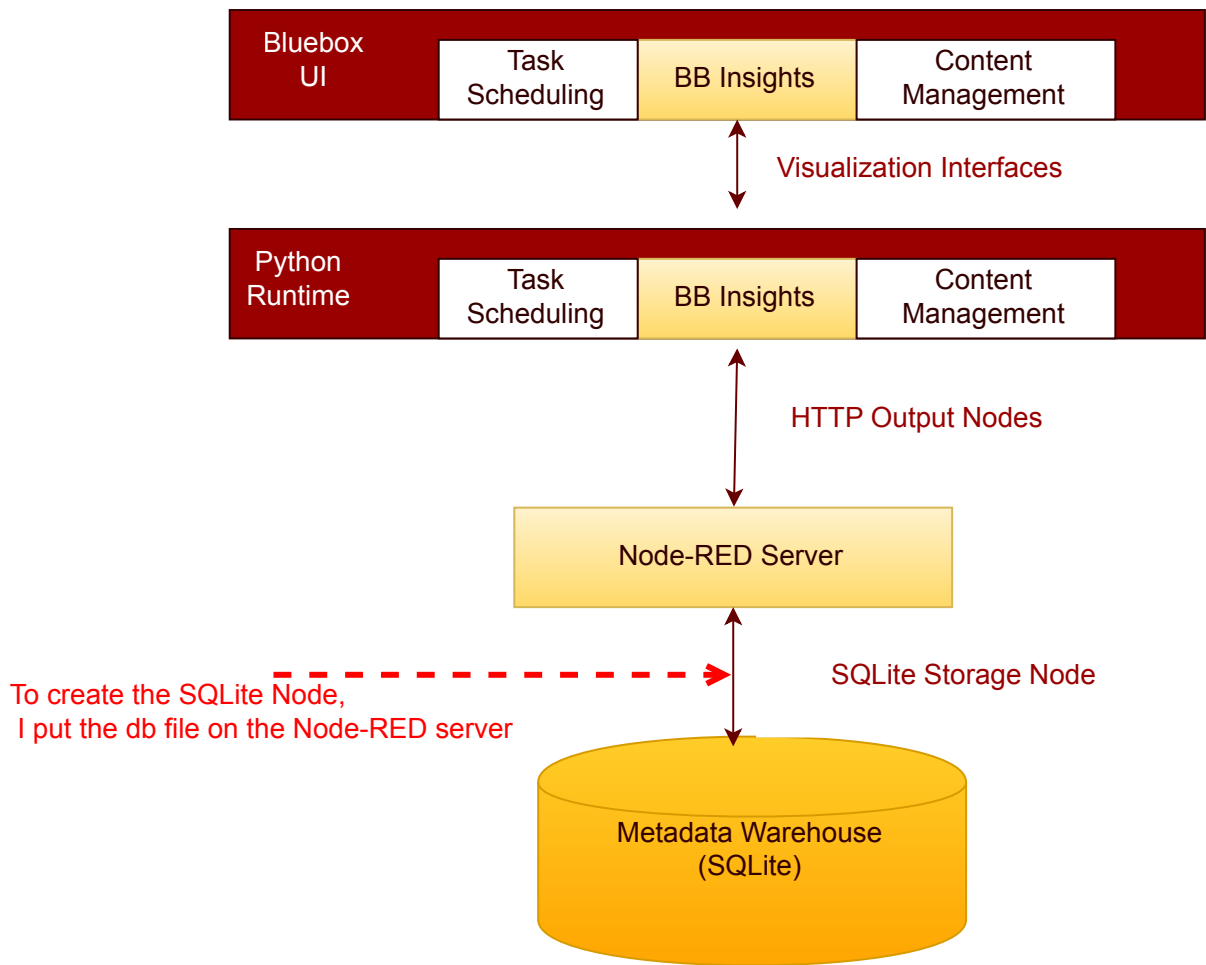 Bluebox
UI
Task
Scheduling
BB Insights
Content
Management
Visualization Interfaces
Python
Runtime
Task
Scheduling
BB Insights
Content
Management
HTTP Output Nodes
Node-RED Server
SQLite Storage Node
To create the SQLite Node,
I put the db file on the Node-RED server
Metadata Warehouse
(SQLite)